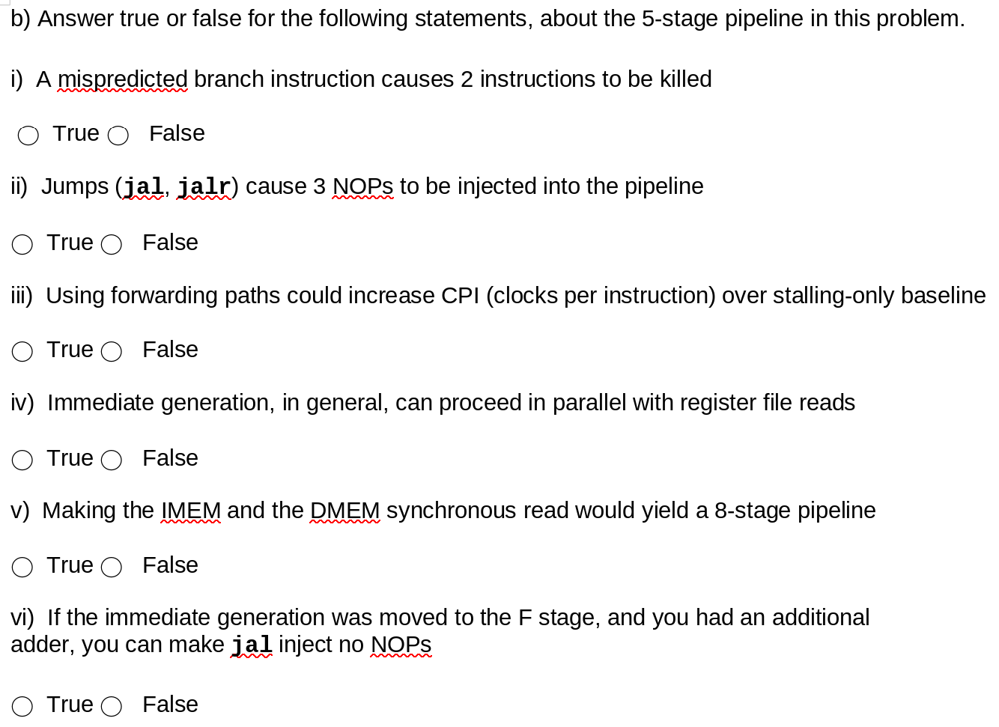 b) Answer true or false for the following statements, about the 5-stage pipeline in this problem.
i) A mispredicted branch instruction causes 2 instructions to be killed
True False
ii) Jumps (jal, jalr) cause 3 NOPs to be injected into the pipeline
True False
iii) Using forwarding paths could increase CPI (clocks per instruction) over stalling-only baseline
True False
iv) Immediate generation, in general, can proceed in parallel with register file reads
True False
v) Making the IMEM and the DMEM synchronous read would yield a 8-stage pipeline
True False
vi) If the immediate generation was moved to the F stage, and you had an additional
adder, you can make jal inject no NOPs
True False